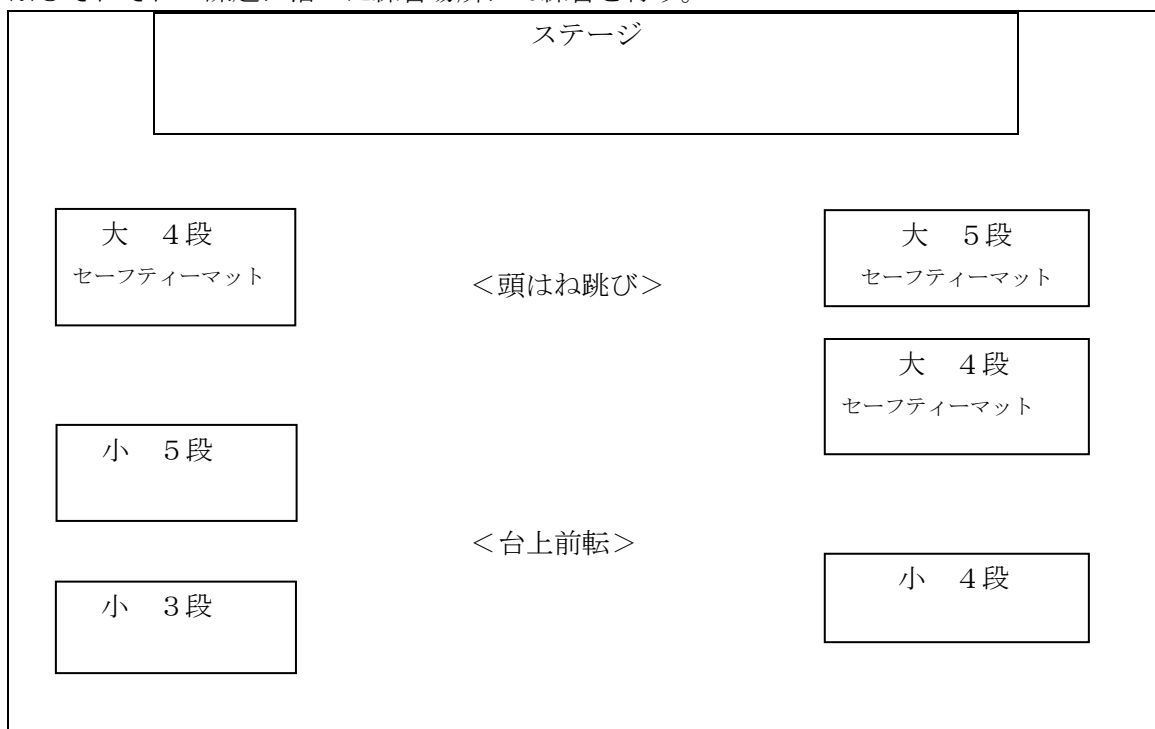 ステージ
大　４段
セーフティーマット
＜頭はね跳び＞
大　５段
セーフティーマット
大　４段
セーフティーマット
小　５段
＜台上前転＞
小　４段
小　３段